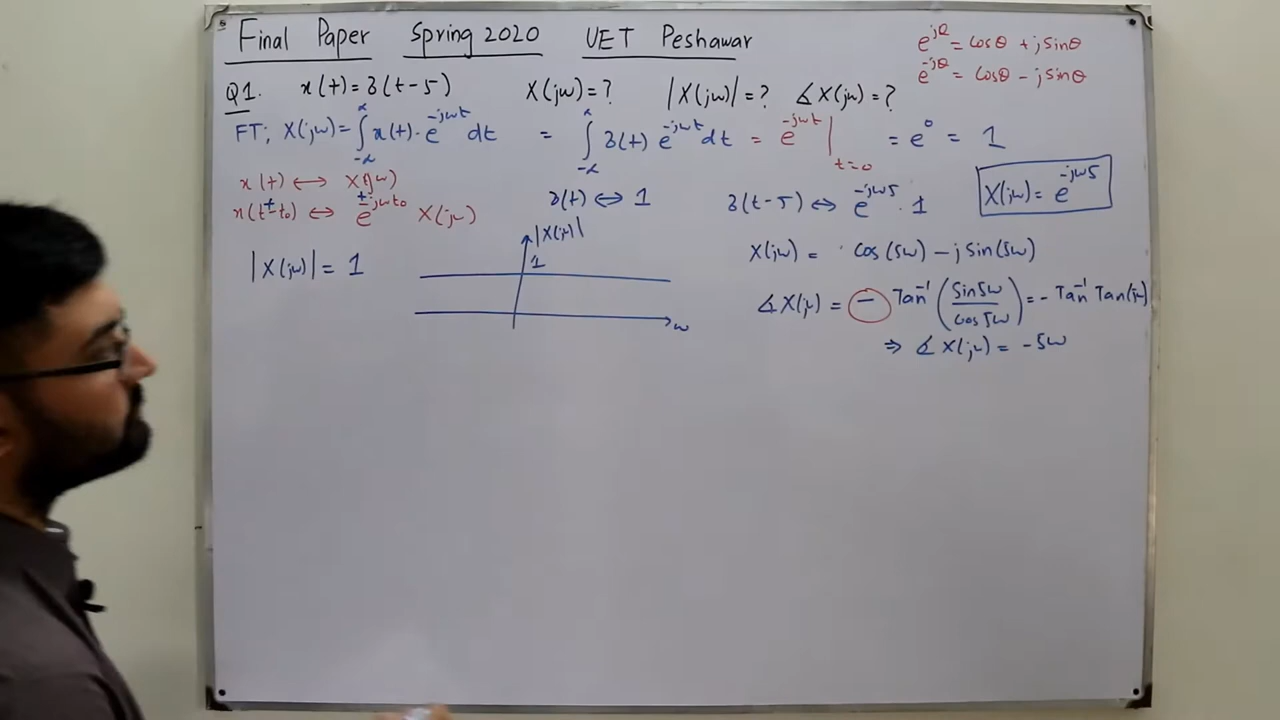 Final Paper Spring 2020 UET Peshawar
e^{jθ} = cosθ + j sinθ
e^{-jθ} = cosθ - j sinθ
Q1. x(t) = δ(t-5) X(jω) = ? |X(jω)| = ? ∡X(jω) = ?
FT; X(jω) = ∫_{-∞}^{∞} x(t) · e^{-jωt} dt = ∫_{-∞}^{∞} δ(t) e^{-jωt} dt = e^{-jωt} |_{t=0} = e^0 = 1
x(t) ↔ X(jω)
x(t ± t0) ↔ e^{±jωt0} X(jω)
δ(t) ⇔ 1
δ(t-5) ⇔ e^{-jω5} · 1
X(jω) = e^{-jω5}
|X(jω)| = 1
|X(jω)|
1
ω
X(jω) = cos(5ω) - j sin(5ω)
∡X(jω) = - Tan^{-1} (Sin5ω / Cos5ω) = - Tan^{-1} Tan(jω)
⇒ ∡X(jω) = -5ω